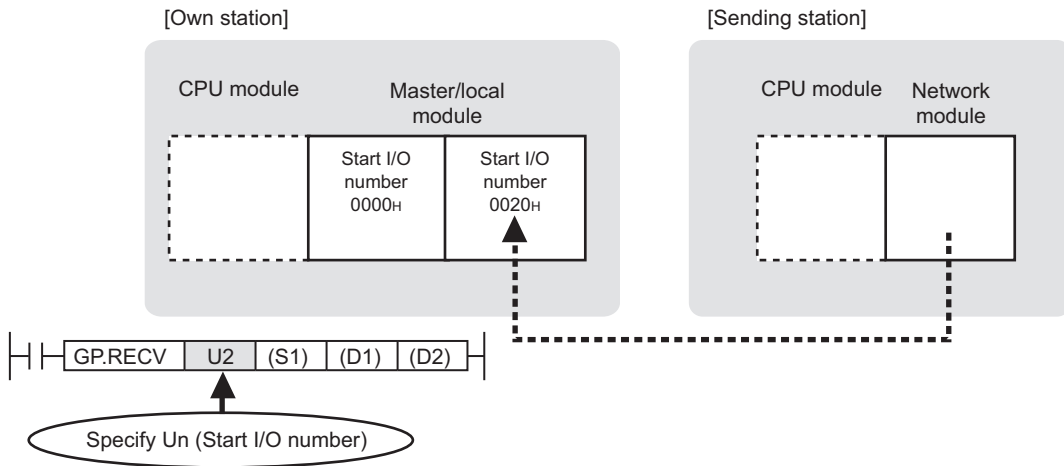 [Own station]
[Sending station]
CPU module
Master/local
module
CPU module
Network
module
Start I/O
number
0000H
Start I/O
number
0020H
GP.RECV U2 (S1) (D1) (D2)
Specify Un (Start I/O number)